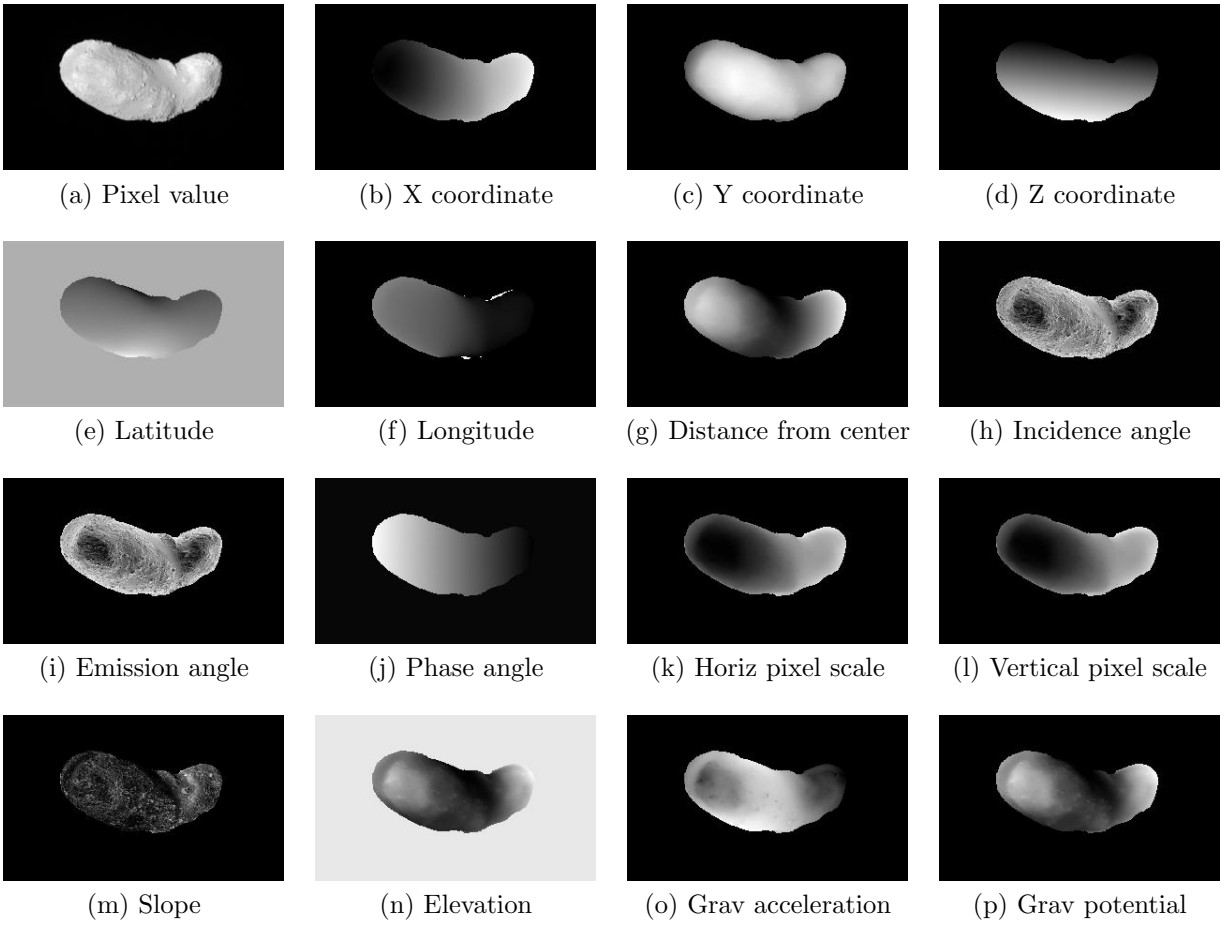 (a) Pixel value
(b) X coordinate
(c) Y coordinate
(d) Z coordinate
(e) Latitude
(f) Longitude
(g) Distance from center
(h) Incidence angle
(i) Emission angle
(j) Phase angle
(k) Horiz pixel scale
(l) Vertical pixel scale
(m) Slope
(n) Elevation
(o) Grav acceleration
(p) Grav potential